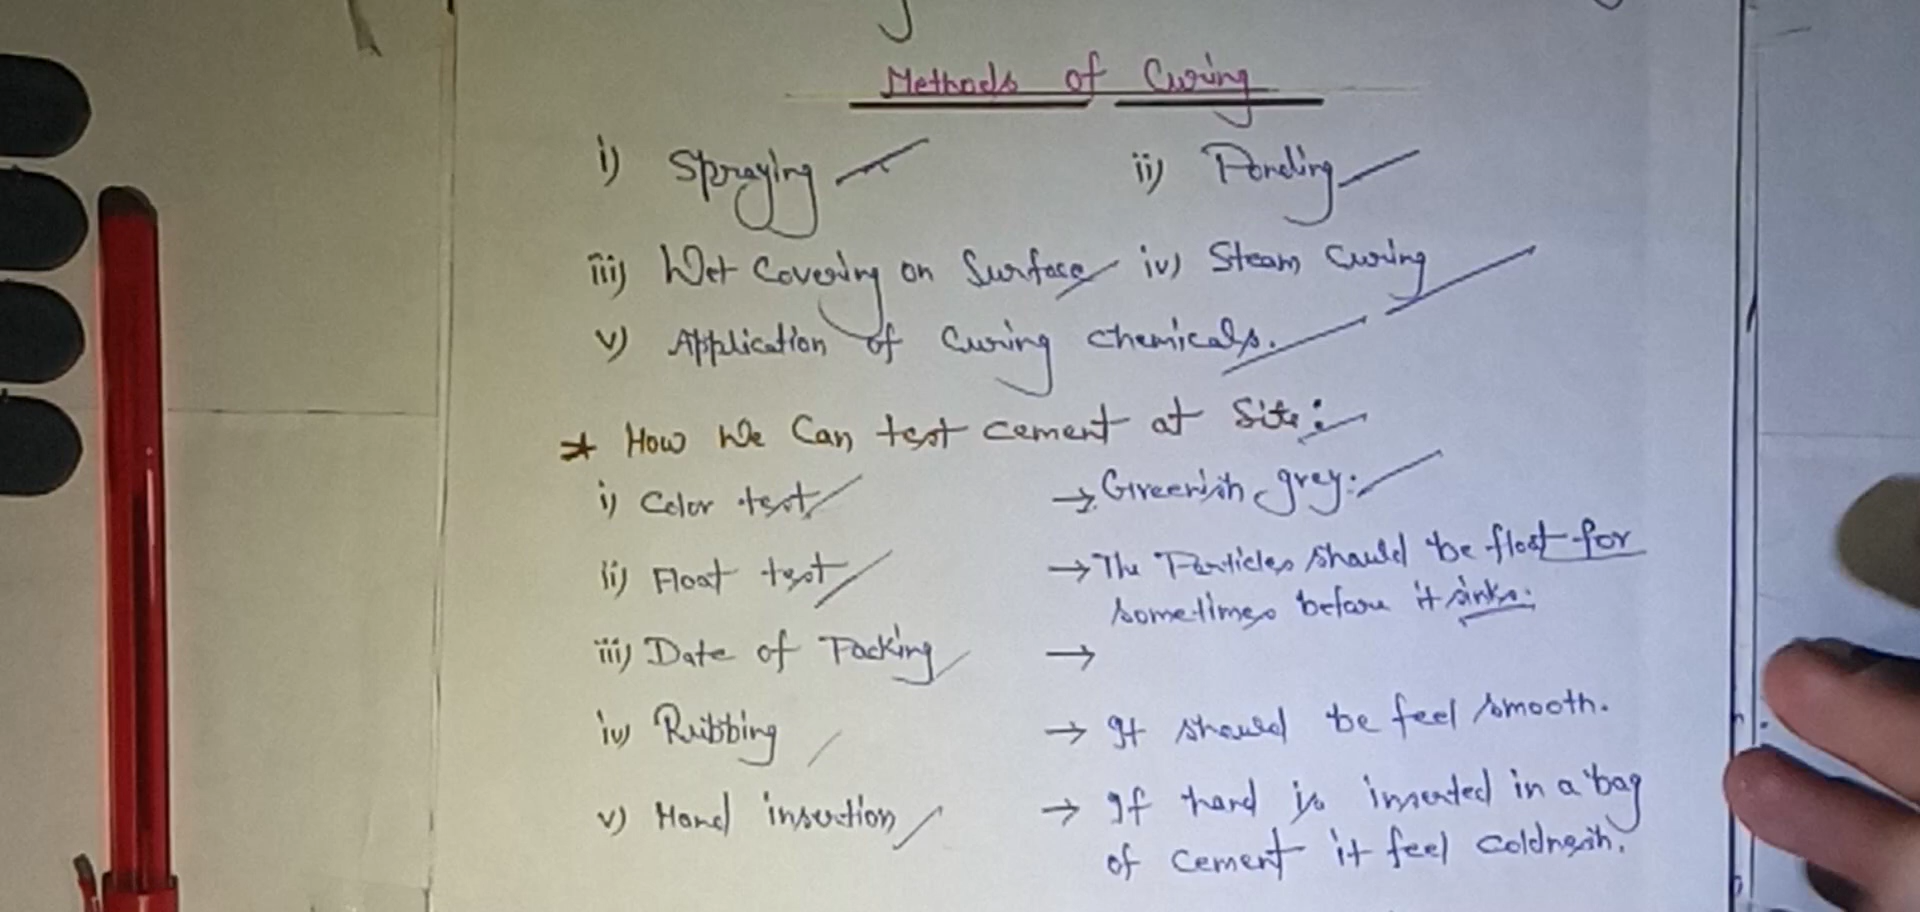 Methods of Curing
i) Spraying ii) Ponding
iii) Wet Covering on Surface iv) Steam Curing
v) Application of Curing chemicals.
* How We Can test cement at Site:
i) Color test → Greenish grey.
ii) Float test → The Particles should be float for
sometimes before it sinks.
iii) Date of Packing →
iv) Rubbing → It should be feel smooth.
v) Hand insertion → If hand is inserted in a bag
of cement it feel coldnesh.